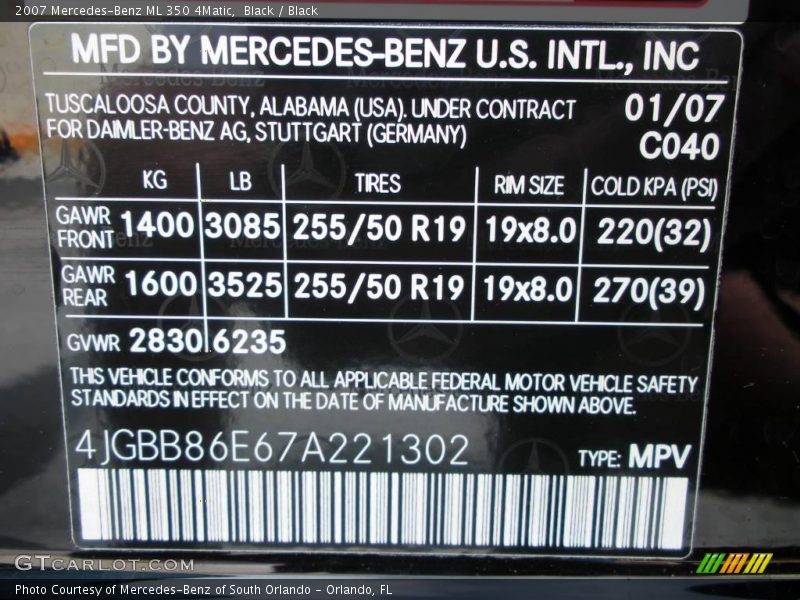 2007 Mercedes-Benz ML 350 4Matic,  Black / Black
MFD BY MERCEDES-BENZ U.S. INTL., INC
TUSCALOOSA COUNTY, ALABAMA (USA). UNDER CONTRACT 01/07
FOR DAIMLER-BENZ AG, STUTTGART (GERMANY) C040
KG LB TIRES RIM SIZE COLD KPA (PSI)
GAWR FRONT 1400 3085 255/50 R19 19x8.0 220(32)
GAWR REAR 1600 3525 255/50 R19 19x8.0 270(39)
GVWR 2830 6235
THIS VEHICLE CONFORMS TO ALL APPLICABLE FEDERAL MOTOR VEHICLE SAFETY
STANDARDS IN EFFECT ON THE DATE OF MANUFACTURE SHOWN ABOVE.
4JGBB86E67A221302 TYPE: MPV
GTCARLOT.COM
Photo Courtesy of Mercedes-Benz of South Orlando - Orlando, FL